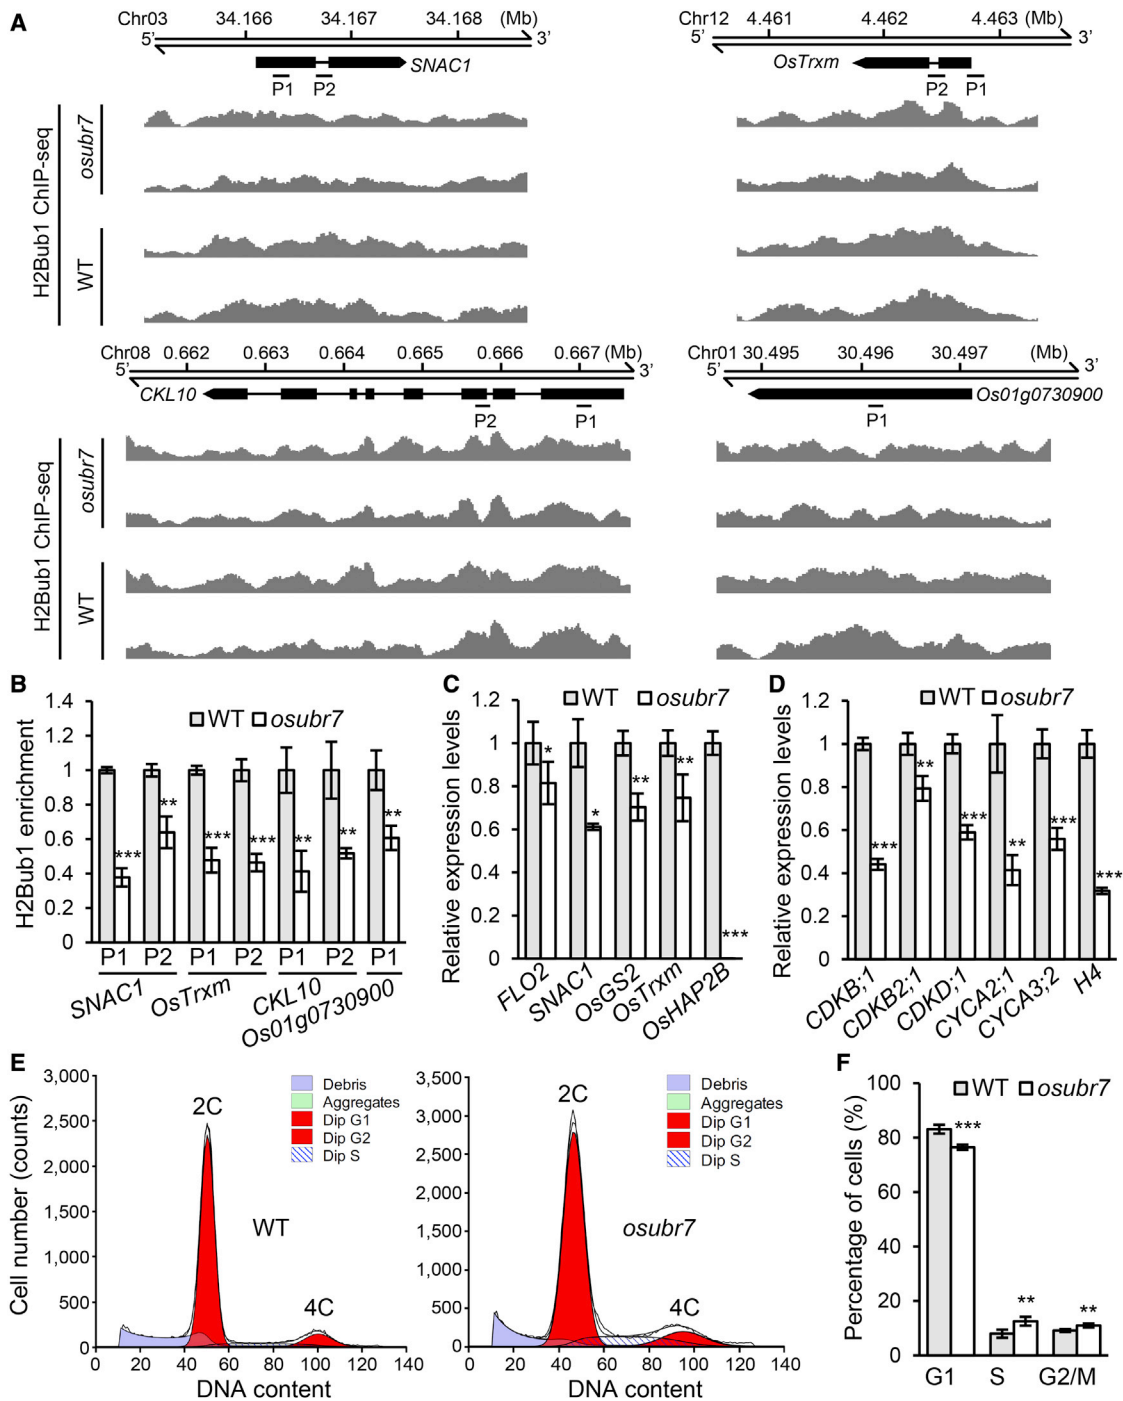 A
Chr03 34.166 34.167 34.168 (Mb)
5' 3'
SNAC1
P1 P2
Chr12 4.461 4.462 4.463 (Mb)
5' 3'
OsTrxm
P2 P1
H2Bub1 ChIP-seq
osubr7
WT
Chr08 0.662 0.663 0.664 0.665 0.666 0.667 (Mb)
5' 3'
CKL10
P2 P1
Chr01 30.495 30.496 30.497 (Mb)
5' 3'
Os01g0730900
P1
H2Bub1 ChIP-seq
osubr7
WT
B
H2Bub1 enrichment
1.4
1.2
1
0.8
0.6
0.4
0.2
0
WT osubr7
*** ** *** *** ** ** **
P1 P2 P1 P2 P1 P2 P1
SNAC1 OsTrxm CKL10 Os01g0730900
C
Relative expression levels
1.2
1
0.8
0.6
0.4
0.2
0
WT osubr7
* * ** ** ***
FLO2 SNAC1 OsGS2 OsTrxm OsHAP2B
D
Relative expression levels
1.2
1
0.8
0.6
0.4
0.2
0
WT osubr7
*** ** *** ** *** ***
CDKB;1 CDKB2;1 CDKD;1 CYCA2;1 CYCA3;2 H4
E
Cell number (counts)
3,000
2,500
2,000
1,500
1,000
500
0
2C
Debris
Aggregates
Dip G1
Dip G2
Dip S
WT
4C
0 20 40 60 80 100 120 140
DNA content
3,500
3,000
2,500
3,000
1,500
1,000
500
0
2C
Debris
Aggregates
Dip G1
Dip G2
Dip S
osubr7
4C
0 20 40 60 80 100 120 140
DNA content
F
Percentage of cells (%)
100
80
60
40
20
0
WT osubr7
*** ** **
G1 S G2/M